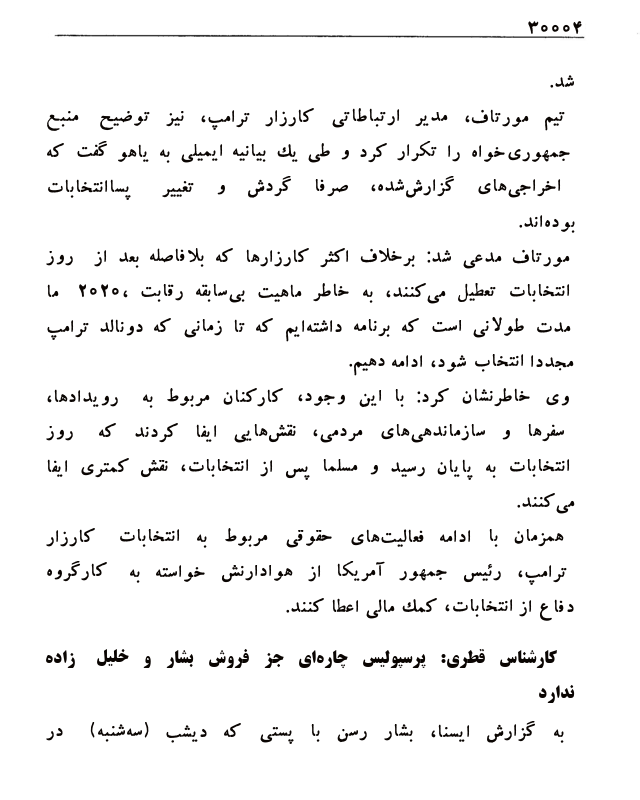 ۳۰۰۰۴
شد.
تیم مورتاف، مدیر ارتباطاتی کارزار ترامپ، نیز توضیح منبع
جمهوری‌خواه را تکرار کرد و طی یك بیانیه ایمیلی به یاهو گفت که
اخراجی‌های گزارش‌شده، صرفا گردش و تغییر پساانتخابات
بوده‌اند.
مورتاف مدعی شد: برخلاف اکثر کارزارها که بلافاصله بعد از روز
انتخابات تعطیل می‌کنند، به خاطر ماهیت بی‌سابقه رقابت ۲۰۲۰، ما
مدت طولانی است که برنامه داشته‌ایم که تا زمانی که دونالد ترامپ
مجددا انتخاب شود، ادامه دهیم.
وی خاطرنشان کرد: با این وجود، کارکنان مربوط به رویدادها،
سفرها و سازماندهی‌های مردمی، نقش‌هایی ایفا کردند که روز
انتخابات به پایان رسید و مسلما پس از انتخابات، نقش کمتری ایفا
می‌کنند.
همزمان با ادامه فعالیت‌های حقوقی مربوط به انتخابات کارزار
ترامپ، رئیس جمهور آمریکا از هوادارنش خواسته به کارگروه
دفاع از انتخابات، کمك مالی اعطا کنند.
کارشناس قطری: پرسپولیس چاره‌ای جز فروش بشار و خلیل زاده
ندارد
به گزارش ایسنا، بشار رسن با پستی که دیشب (سه‌شنبه) در